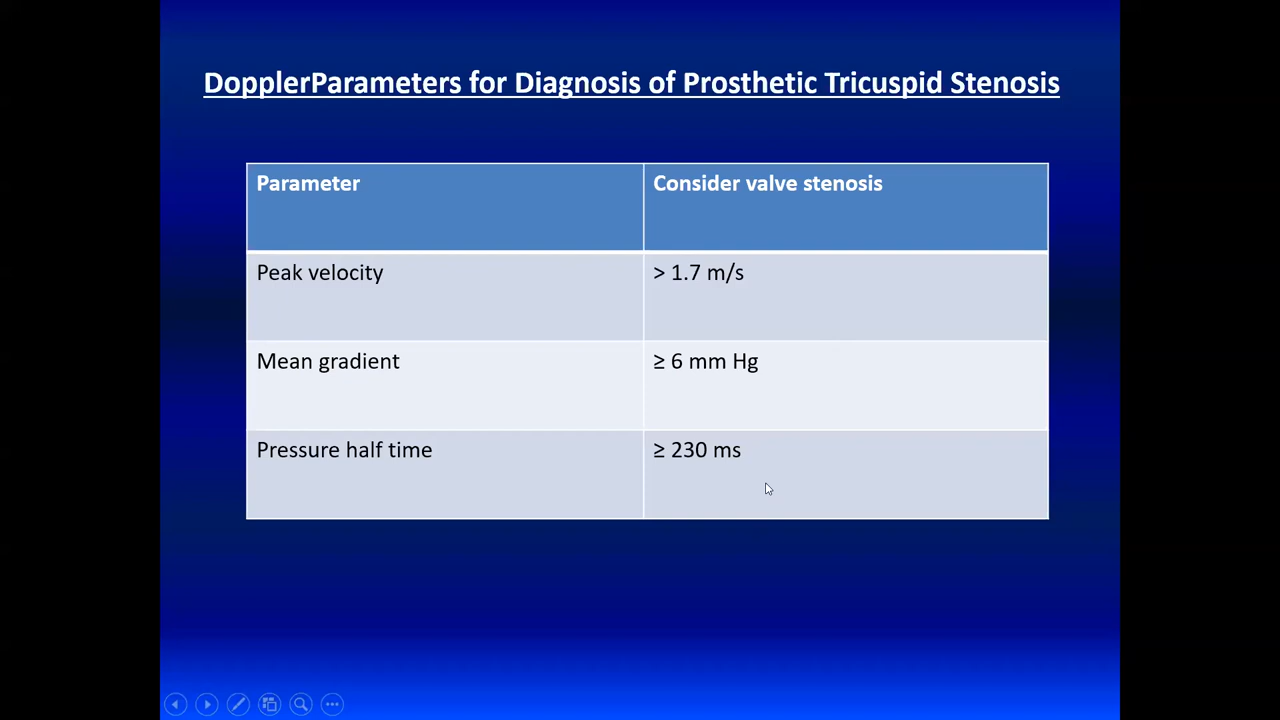 DopplerParameters for Diagnosis of Prosthetic Tricuspid Stenosis
Parameter
Consider valve stenosis
Peak velocity
> 1.7 m/s
Mean gradient
≥ 6 mm Hg
Pressure half time
≥ 230 ms